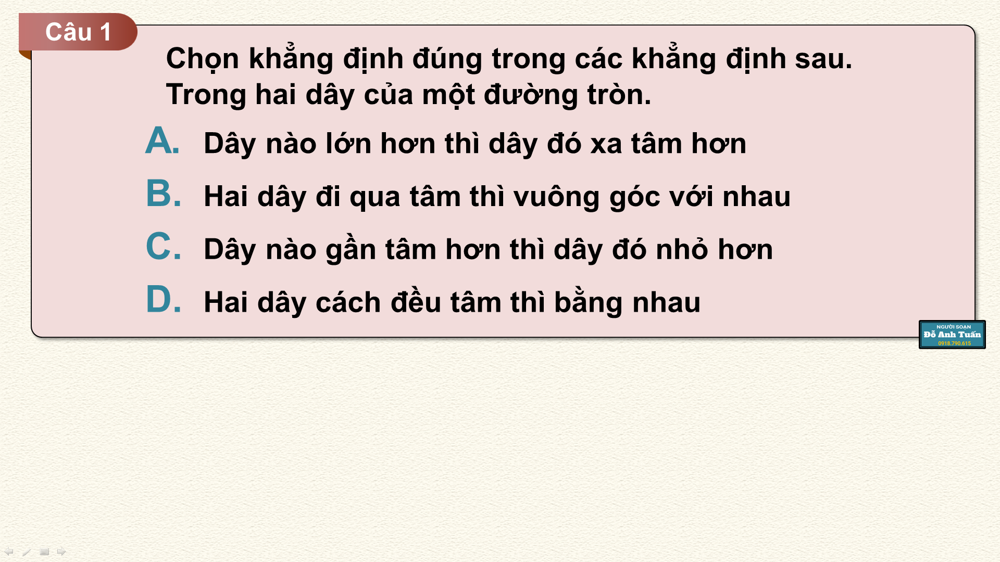 Câu 1
Chọn khẳng định đúng trong các khẳng định sau.
Trong hai dây của một đường tròn.
A. Dây nào lớn hơn thì dây đó xa tâm hơn
B. Hai dây đi qua tâm thì vuông góc với nhau
C. Dây nào gần tâm hơn thì dây đó nhỏ hơn
D. Hai dây cách đều tâm thì bằng nhau
NGƯỜI SOẠN
Đỗ Anh Tuấn
0918.790.615